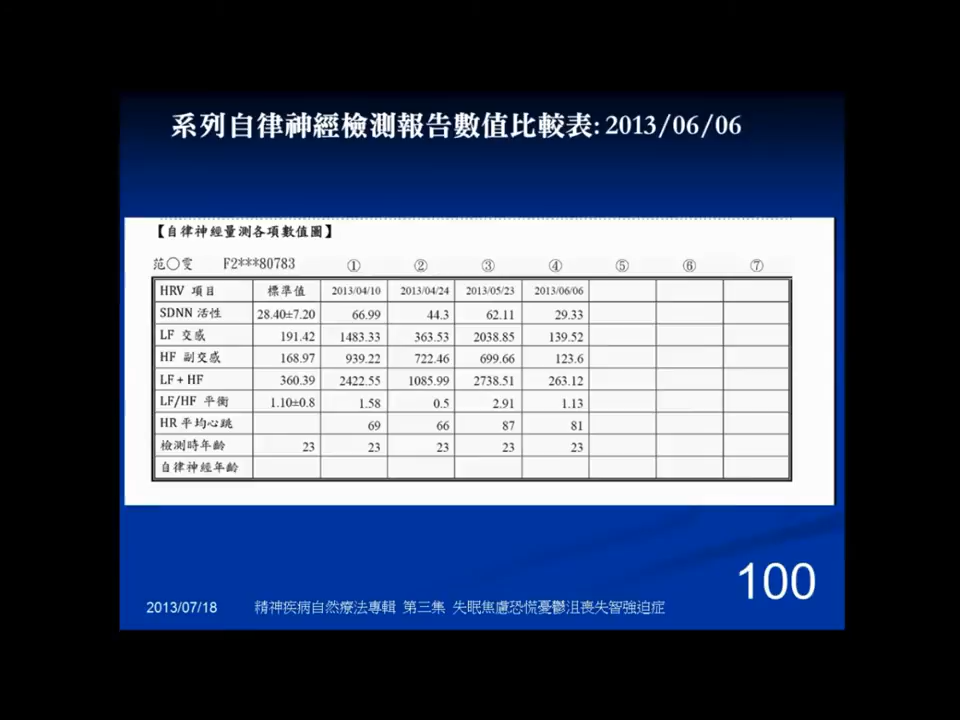 系列自律神經檢測報告數值比較表: 2013/06/06
【自律神經量測各項數值圖】
范〇雯 F2***80783 ① ② ③ ④ ⑤ ⑥ ⑦
HRV 項目 標準值 2013/04/10 2013/04/24 2013/05/23 2013/06/06
SDNN 活性 28.40±7.20 66.99 44.3 62.11 29.33
LF 交感 191.42 1483.33 363.53 2038.85 139.52
HF 副交感 168.97 939.22 722.46 699.66 123.6
LF + HF 360.39 2422.55 1085.99 2738.51 263.12
LF/HF 平衡 1.10±0.8 1.58 0.5 2.91 1.13
HR 平均心跳 69 66 87 81
檢測時年齡 23 23 23 23 23
自律神經年齡
100
2013/07/18 精神疾病自然療法專輯 第三集 失眠焦慮恐慌憂鬱沮喪失智強迫症